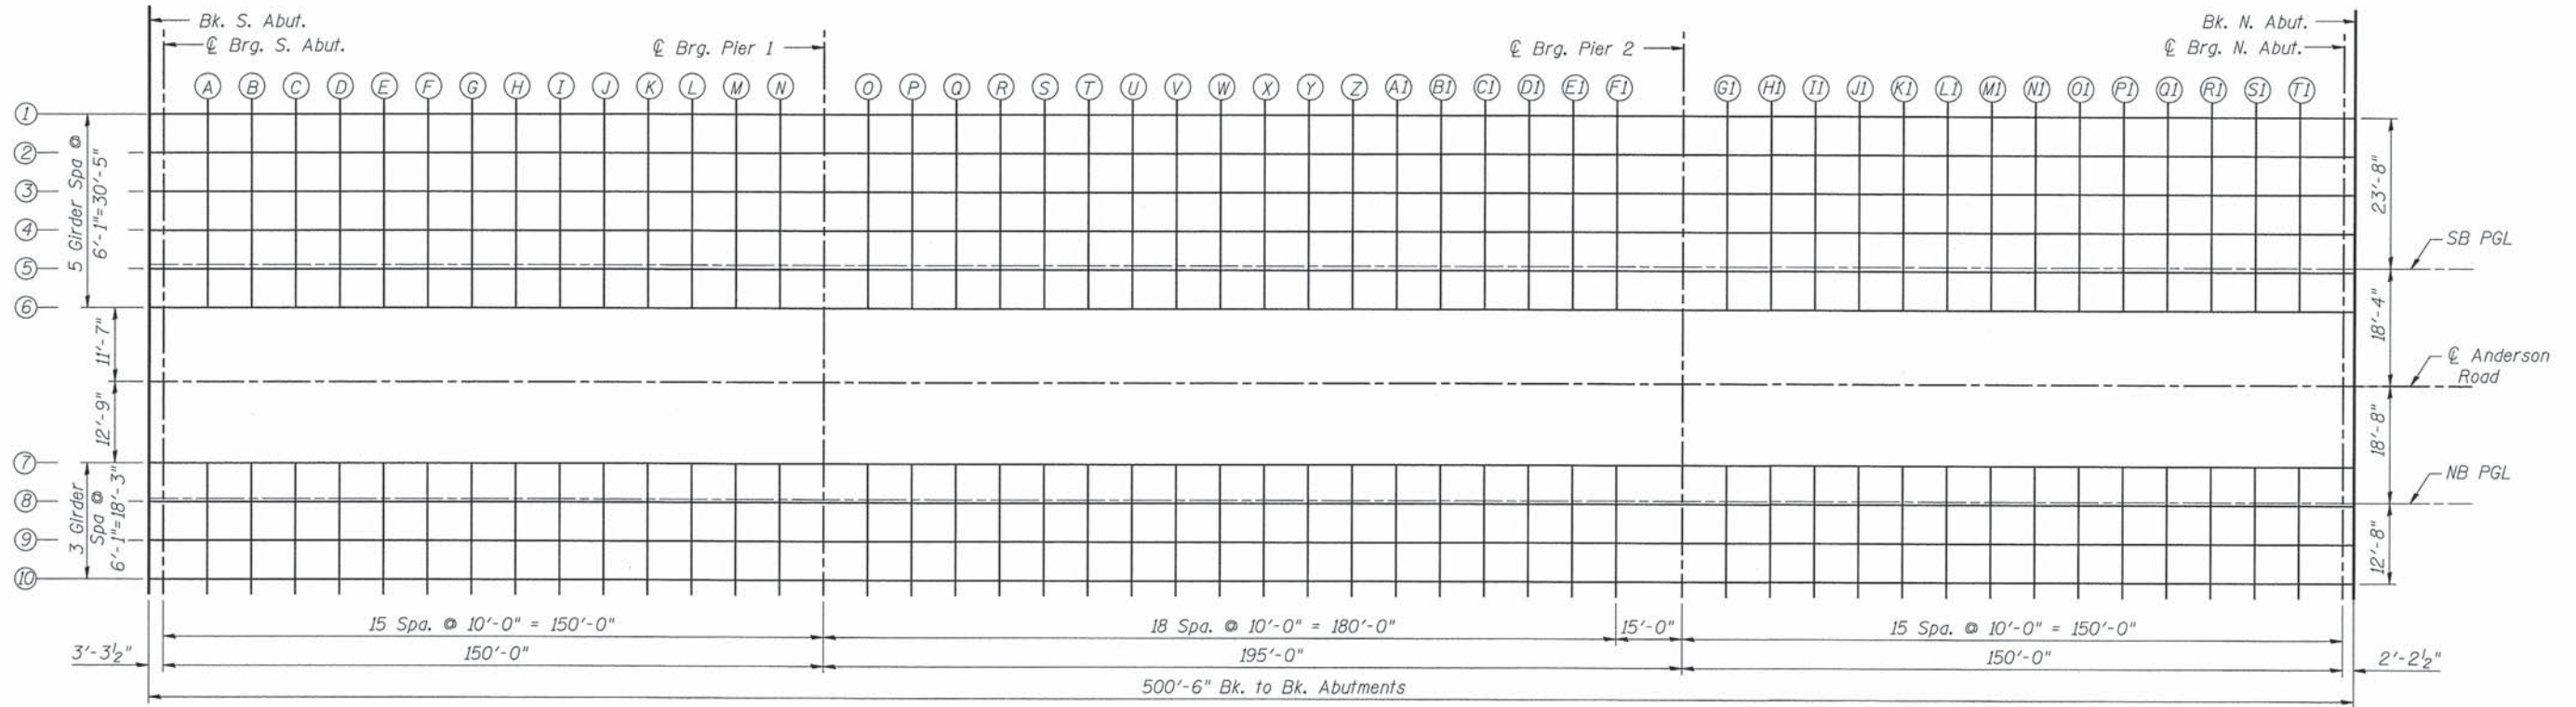 Bk. S. Abut.
℄ Brg. S. Abut.
℄ Brg. Pier 1
℄ Brg. Pier 2
Bk. N. Abut.
℄ Brg. N. Abut.
A B C D E F G H I J K L M N O P Q R S T U V W X Y Z A1 B1 C1 D1 E1 F1 G1 H1 I1 J1 K1 L1 M1 N1 O1 P1 Q1 R1 S1 T1
1
2
3
4
5
6
7
8
9
10
5 Girder Spa @
6'-1"=30'-5"
11'-7"
12'-9"
3 Girder
Spa @
6'-1"=18'-3"
23'-8"
18'-4"
18'-8"
12'-8"
SB PGL
℄ Anderson
Road
NB PGL
15 Spa. @ 10'-0" = 150'-0"
18 Spa. @ 10'-0" = 180'-0"
15'-0"
15 Spa. @ 10'-0" = 150'-0"
3'-3½"
150'-0"
195'-0"
150'-0"
2'-2½"
500'-6" Bk. to Bk. Abutments